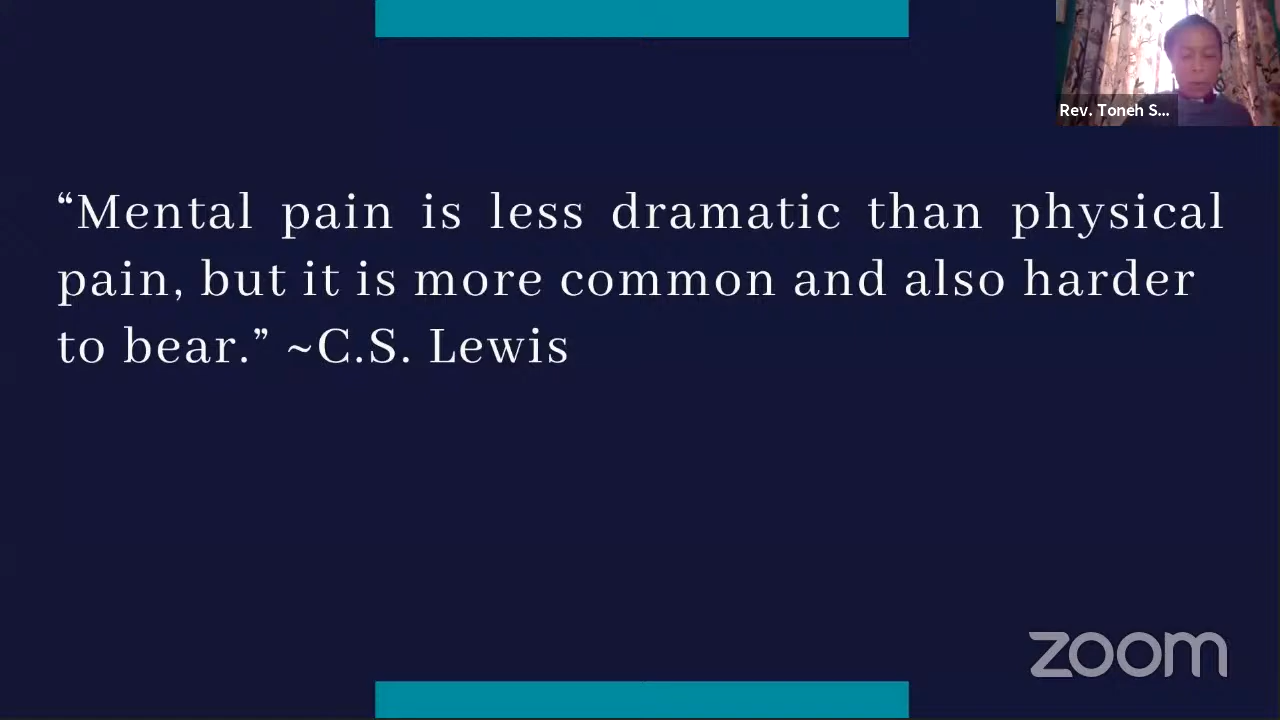 Rev. Toneh S...
“Mental pain is less dramatic than physical
pain, but it is more common and also harder
to bear.” ~C.S. Lewis
zoom